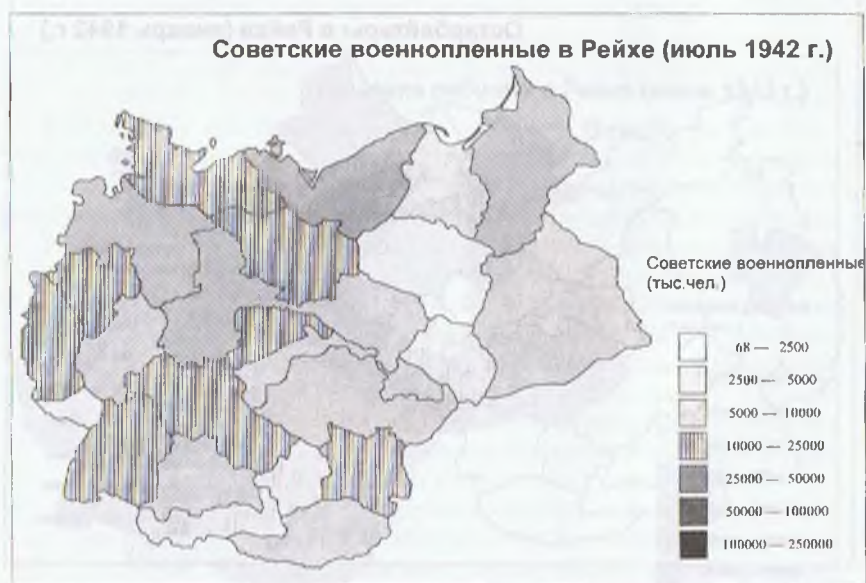 Советские военнопленные в Рейхе (июль 1942 г.)
Советские военнопленные
(тыс.чел.)
68 — 2500
2500 — 5000
5000 — 10000
10000 — 25000
25000 — 50000
50000 — 100000
100000 — 250000